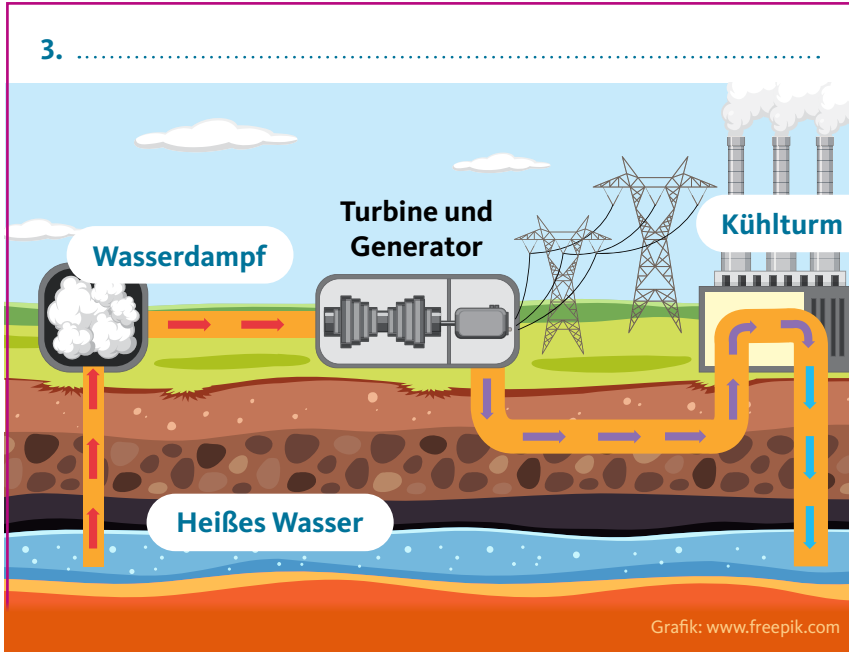 3. ........................................................................................
Turbine und
Generator
Wasserdampf
Kühlturm
Heißes Wasser
Grafik: www.freepik.com